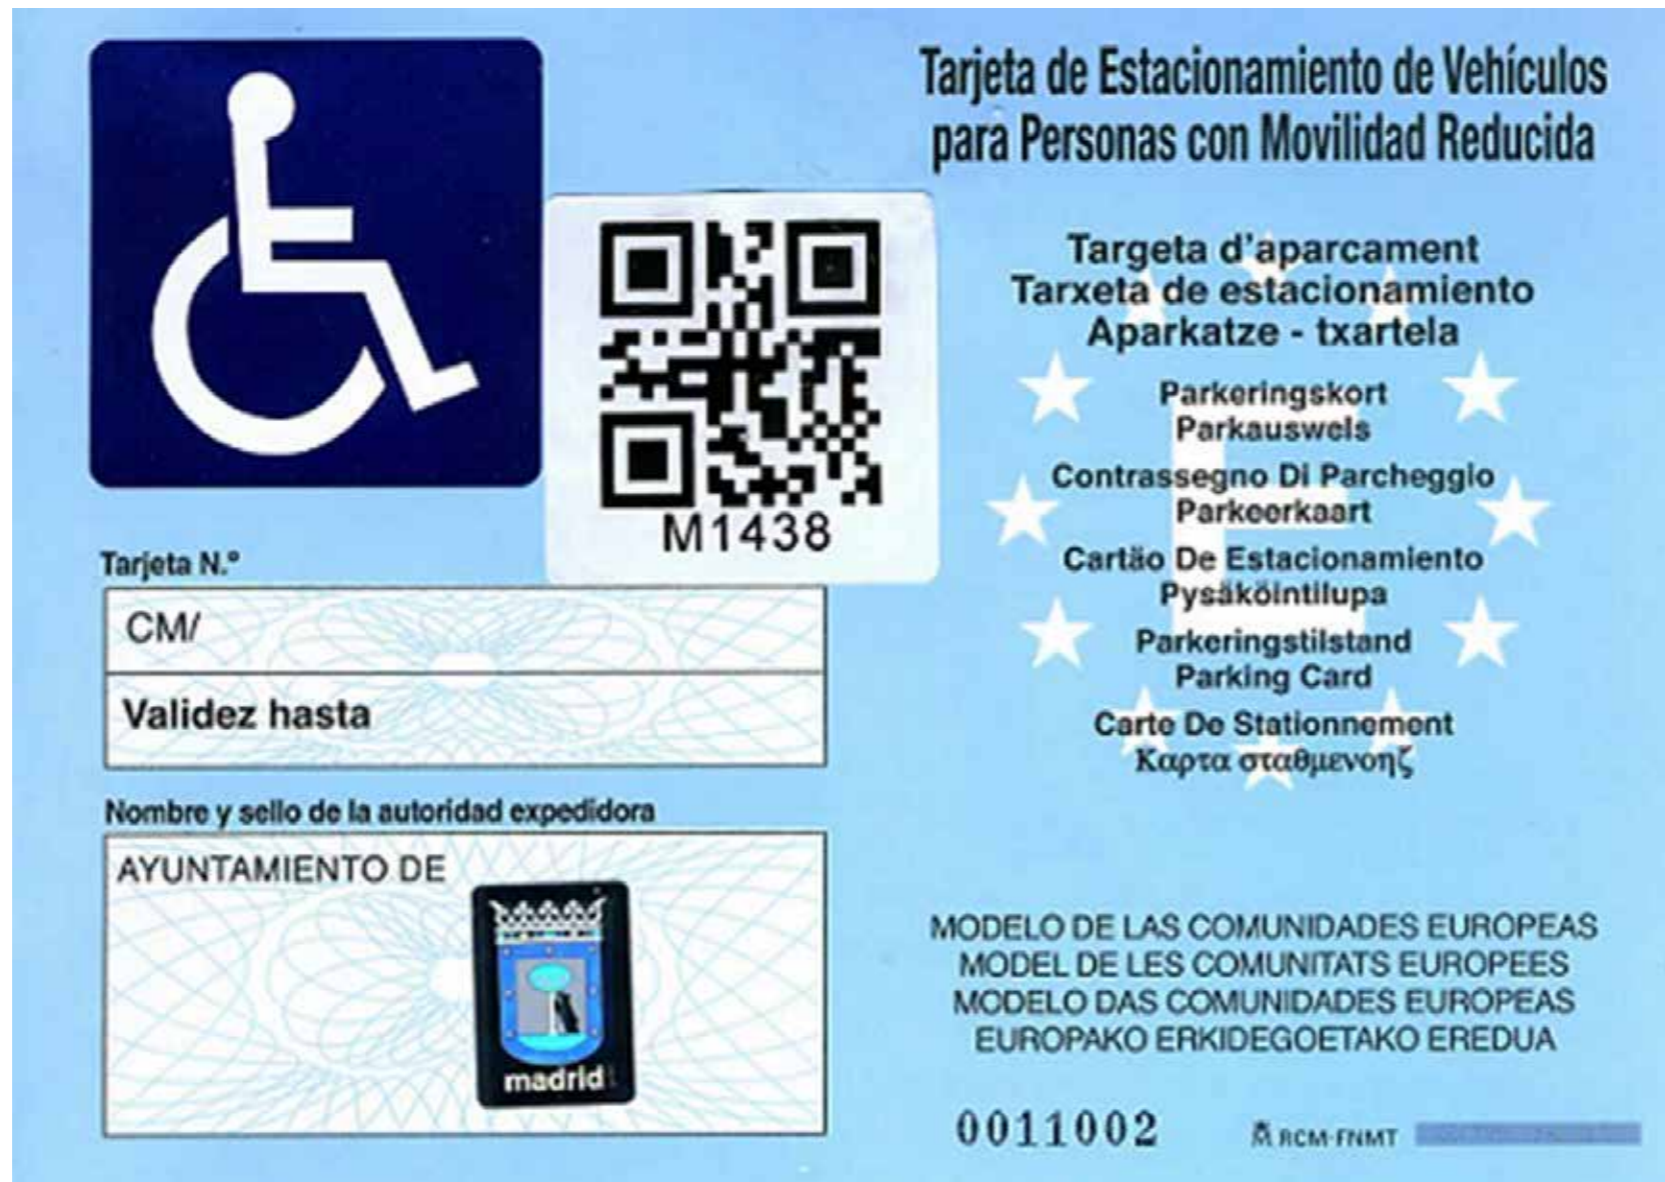 Tarjeta de Estacionamiento de Vehículos
para Personas con Movilidad Reducida
Targeta d'aparcament
Tarxeta de estacionamiento
Aparkatze - txartela
Parkeringskort
Parkausweis
Contrassegno Di Parcheggio
Parkeerkaart
Cartão De Estacionamiento
Pysäköintilupa
Parkeringstilstand
Parking Card
Carte De Stationnement
Καρτα σταθμενοηζ
E
M1438
Tarjeta N.º
CM/
Validez hasta
Nombre y sello de la autoridad expedidora
AYUNTAMIENTO DE
madrid
MODELO DE LAS COMUNIDADES EUROPEAS
MODEL DE LES COMUNITATS EUROPEES
MODELO DAS COMUNIDADES EUROPEAS
EUROPAKO ERKIDEGOETAKO EREDUA
0011002
RCM-FNMT